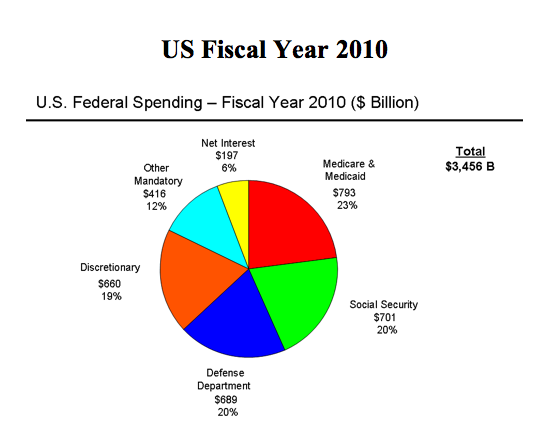 US Fiscal Year 2010
U.S. Federal Spending – Fiscal Year 2010 ($ Billion)
Total
$3,456 B
Net Interest
$197
6%
Medicare &
Medicaid
$793
23%
Other
Mandatory
$416
12%
Discretionary
$660
19%
Social Security
$701
20%
Defense
Department
$689
20%